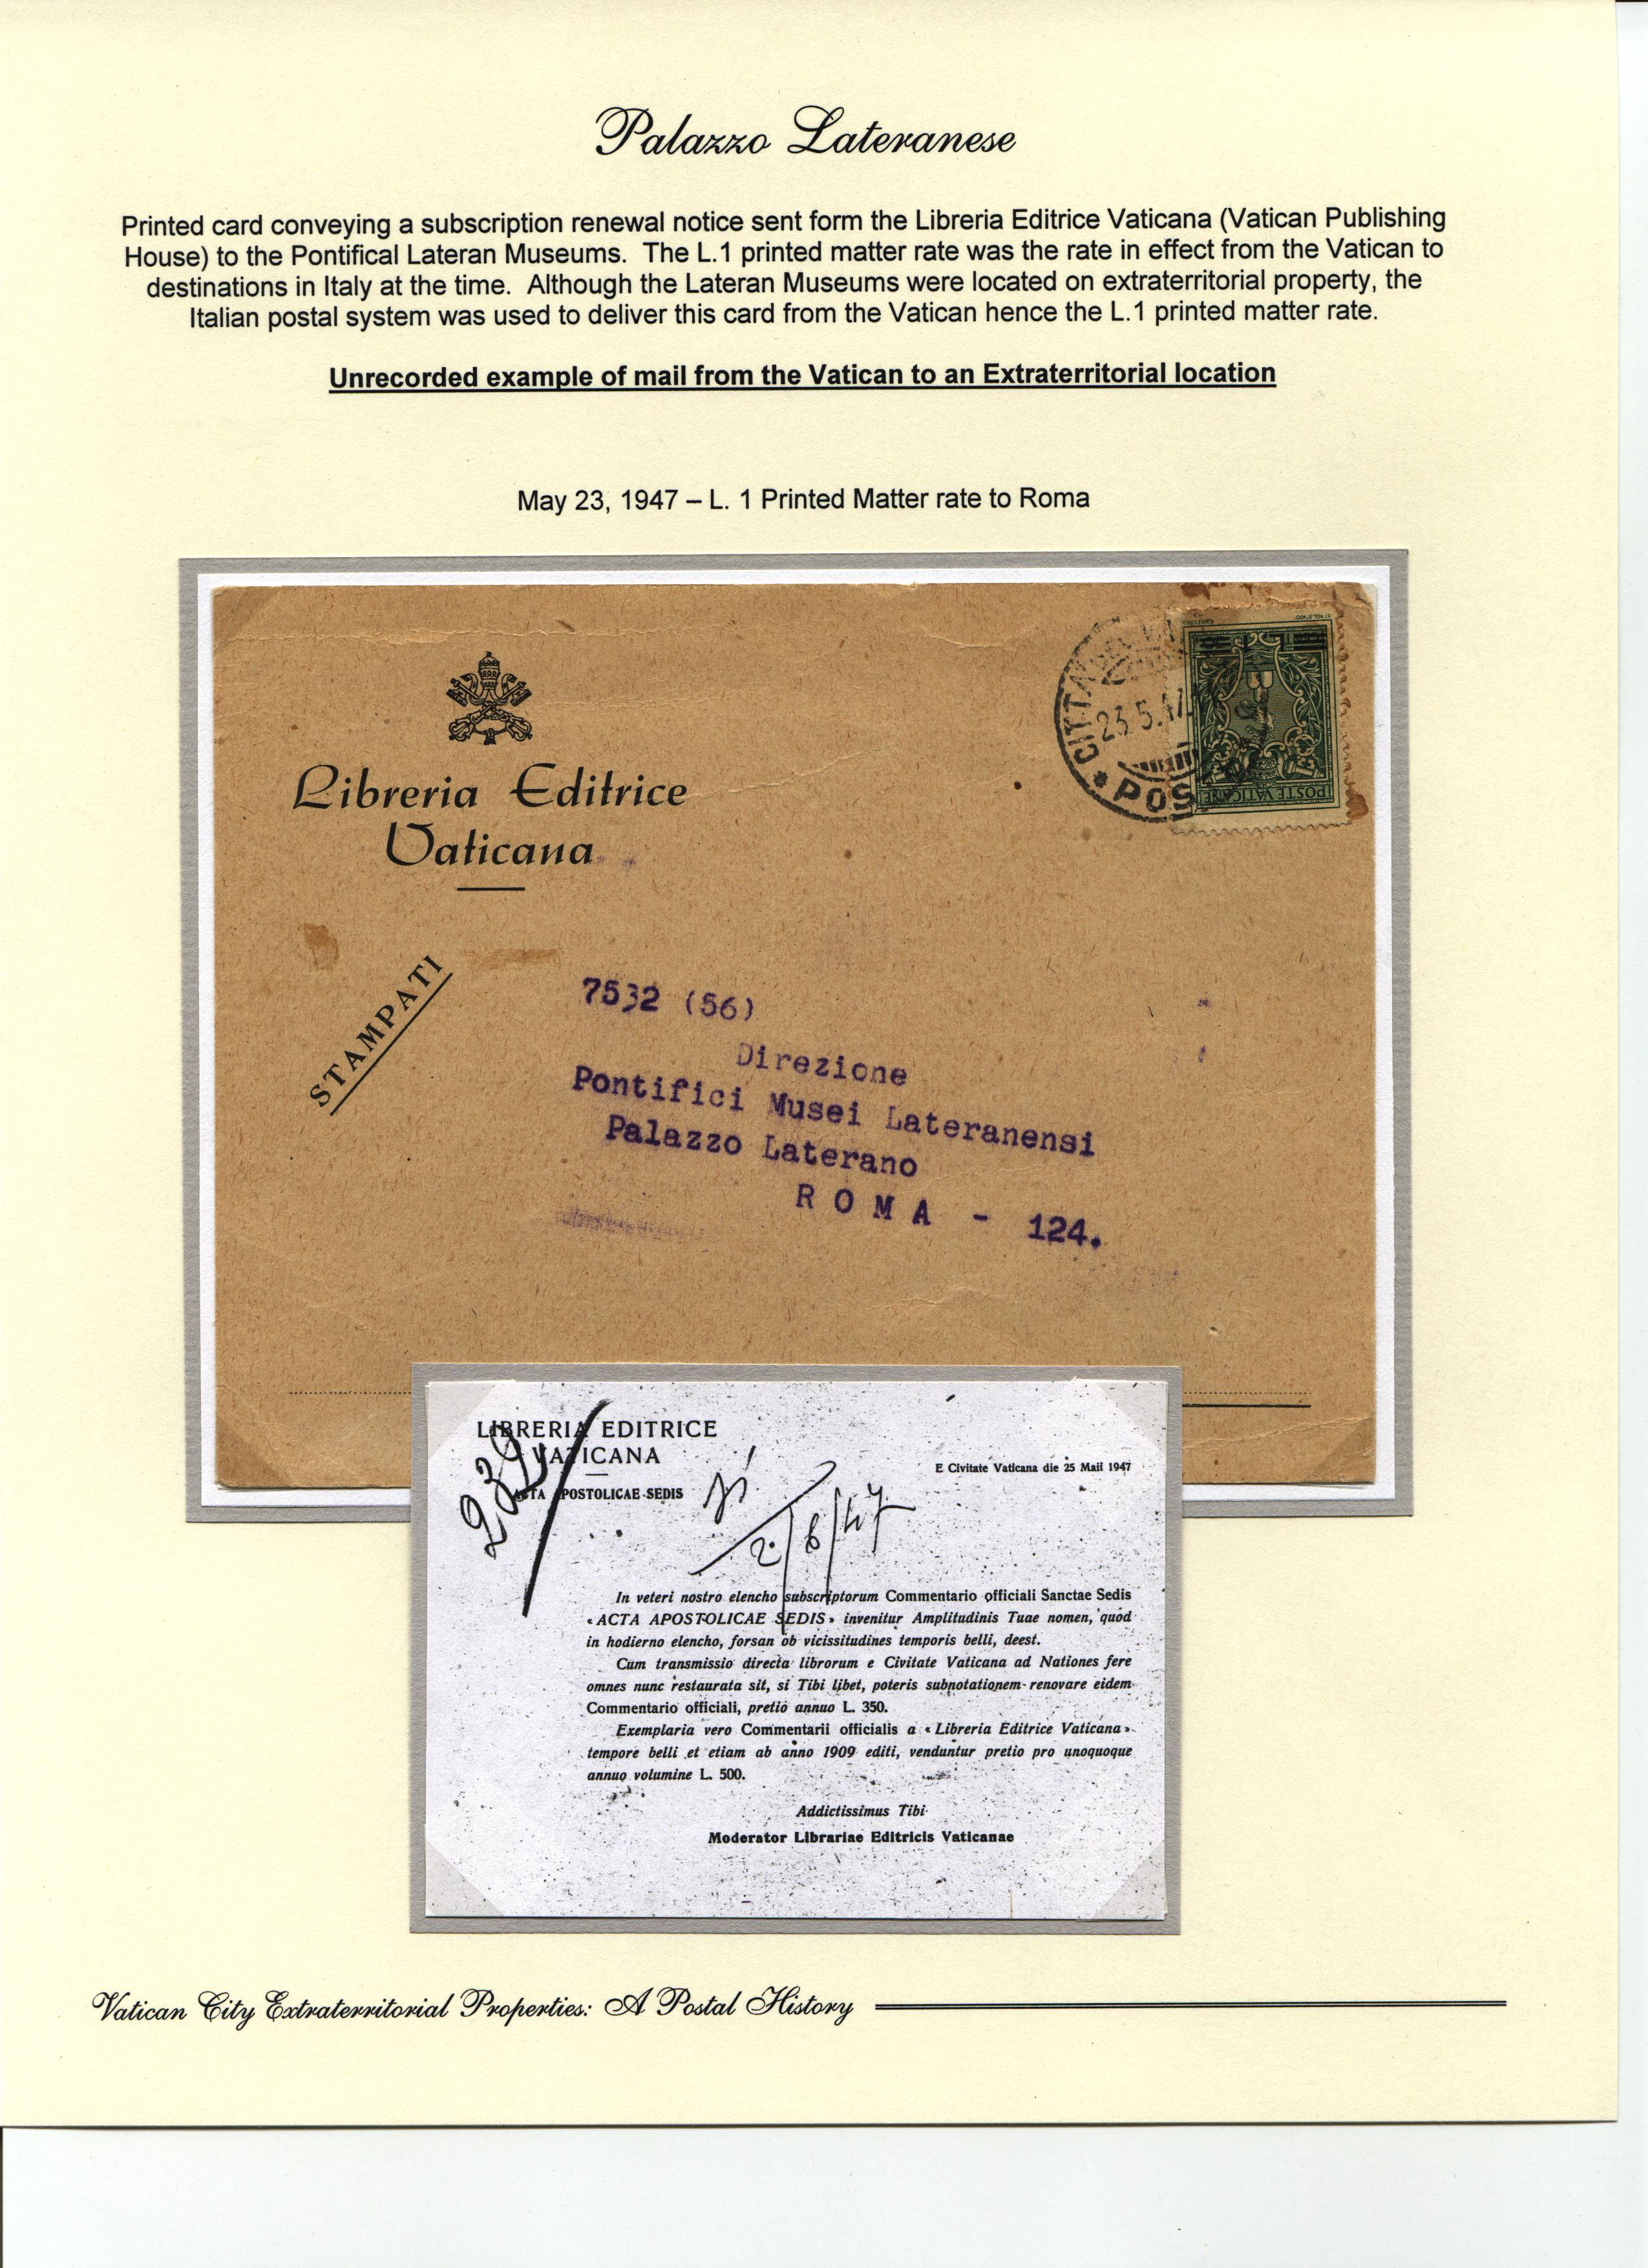 Palazzo Lateranese
Printed card conveying a subscription renewal notice sent form the Libreria Editrice Vaticana (Vatican Publishing
House) to the Pontifical Lateran Museums. The L.1 printed matter rate was the rate in effect from the Vatican to
destinations in Italy at the time. Although the Lateran Museums were located on extraterritorial property, the
Italian postal system was used to deliver this card from the Vatican hence the L.1 printed matter rate.
Unrecorded example of mail from the Vatican to an Extraterritorial location
May 23, 1947 – L. 1 Printed Matter rate to Roma
CITTA
23.5.47
POS
POSTE VATICANE
Libreria Editrice
Vaticana
STAMPATI
7532 (56)
Direzione
Pontifici Musei Lateranensi
Palazzo Laterano
ROMA - 124.
LIBRERIA EDITRICE
VATICANA
ACTA APOSTOLICAE SEDIS
E Civitate Vaticana die 25 Maii 1947
sì
2/6/47
In veteri nostro elencho subscriptorum Commentario officiali Sanctae Sedis
«ACTA APOSTOLICAE SEDIS» invenitur Amplitudinis Tuae nomen, quod
in hodierno elencho, forsan ob vicissitudines temporis belli, deest.
Cum transmissio directa librorum e Civitate Vaticana ad Nationes fere
omnes nunc restaurata sit, si Tibi libet, poteris subnotationem renovare eidem
Commentario officiali, pretio annuo L. 350.
Exemplaria vero Commentarii officialis a «Libreria Editrice Vaticana»
tempore belli et etiam ab anno 1909 editi, venduntur pretio pro unoquoque
annuo volumine L. 500.
Addictissimus Tibi
Moderator Librariae Editricis Vaticanae
Vatican City Extraterritorial Properties: A Postal History